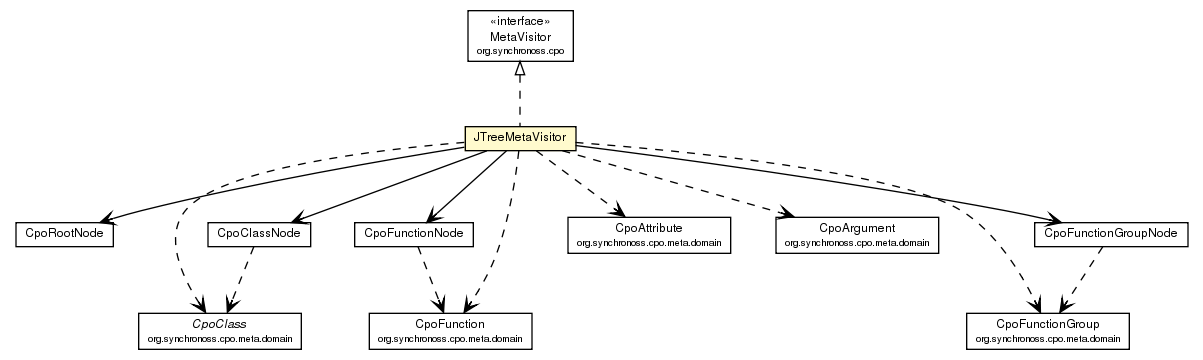 «interface»
MetaVisitor
org.synchronoss.cpo
JTreeMetaVisitor
CpoRootNode
CpoClassNode
CpoFunctionNode
CpoAttribute
org.synchronoss.cpo.meta.domain
CpoArgument
org.synchronoss.cpo.meta.domain
CpoFunctionGroupNode
CpoClass
org.synchronoss.cpo.meta.domain
CpoFunction
org.synchronoss.cpo.meta.domain
CpoFunctionGroup
org.synchronoss.cpo.meta.domain